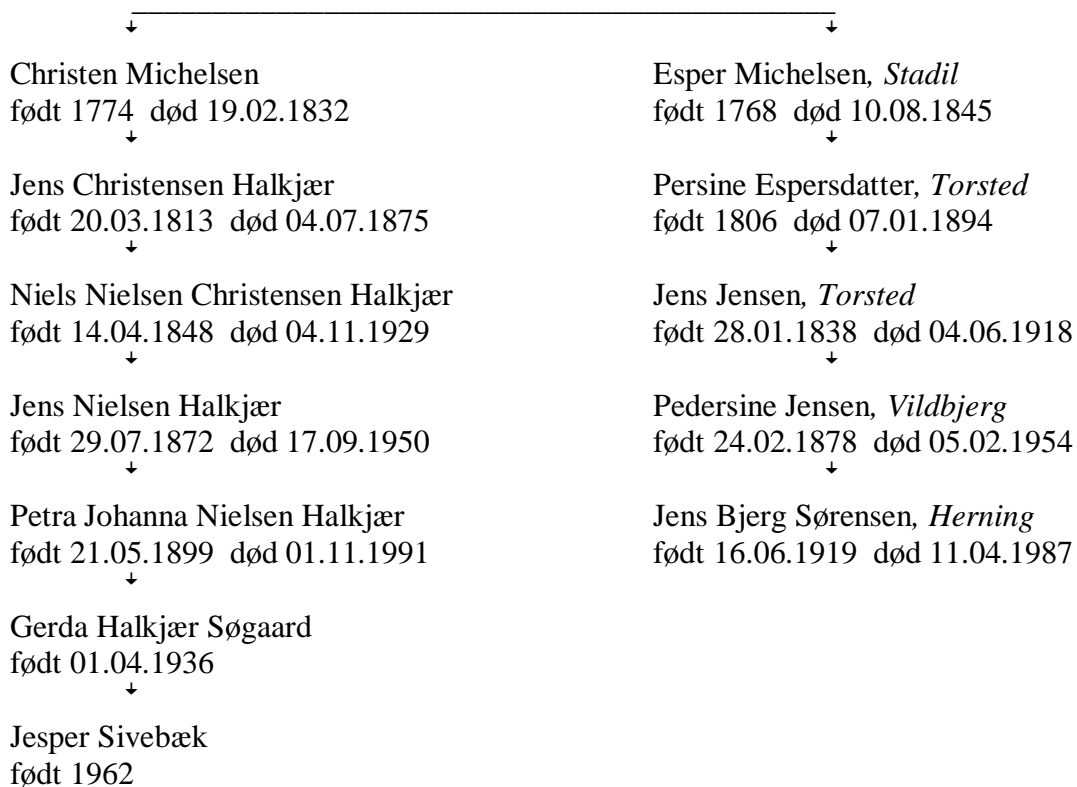 Christen Michelsen
født 1774 død 19.02.1832
Jens Christensen Halkjær
født 20.03.1813 død 04.07.1875
Niels Nielsen Christensen Halkjær
født 14.04.1848 død 04.11.1929
Jens Nielsen Halkjær
født 29.07.1872 død 17.09.1950
Petra Johanna Nielsen Halkjær
født 21.05.1899 død 01.11.1991
Gerda Halkjær Søgaard
født 01.04.1936
Jesper Sivebæk
født 1962
Esper Michelsen, Stadil
født 1768 død 10.08.1845
Persine Espersdatter, Torsted
født 1806 død 07.01.1894
Jens Jensen, Torsted
født 28.01.1838 død 04.06.1918
Pedersine Jensen, Vildbjerg
født 24.02.1878 død 05.02.1954
Jens Bjerg Sørensen, Herning
født 16.06.1919 død 11.04.1987